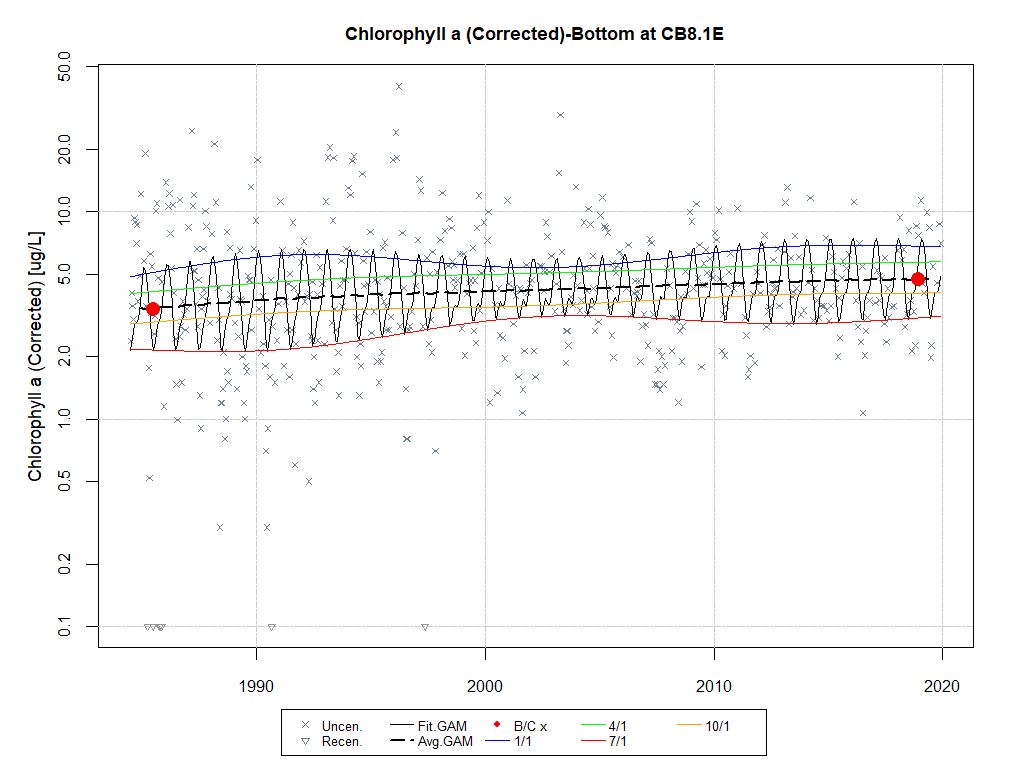 Chlorophyll a (Corrected)-Bottom at CB8.1E
Chlorophyll a (Corrected) [ug/L]
50.0
20.0
10.0
5.0
2.0
1.0
0.5
0.2
0.1
1990 2000 2010 2020
Uncen. Fit.GAM B/C x 4/1 10/1
Recen. Avg.GAM 1/1 7/1